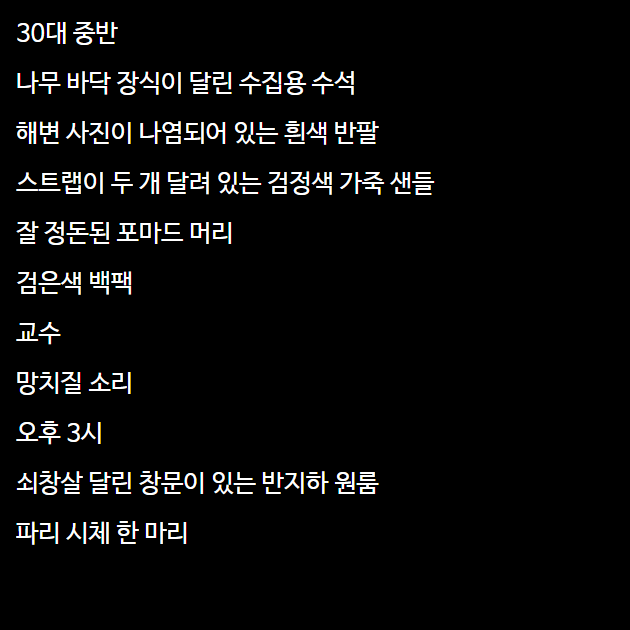 30대 중반
나무 바닥 장식이 달린 수집용 수석
해변 사진이 나염되어 있는 흰색 반팔
스트랩이 두 개 달려 있는 검정색 가죽 샌들
잘 정돈된 포마드 머리
검은색 백팩
교수
망치질 소리
오후 3시
쇠창살 달린 창문이 있는 반지하 원룸
파리 시체 한 마리